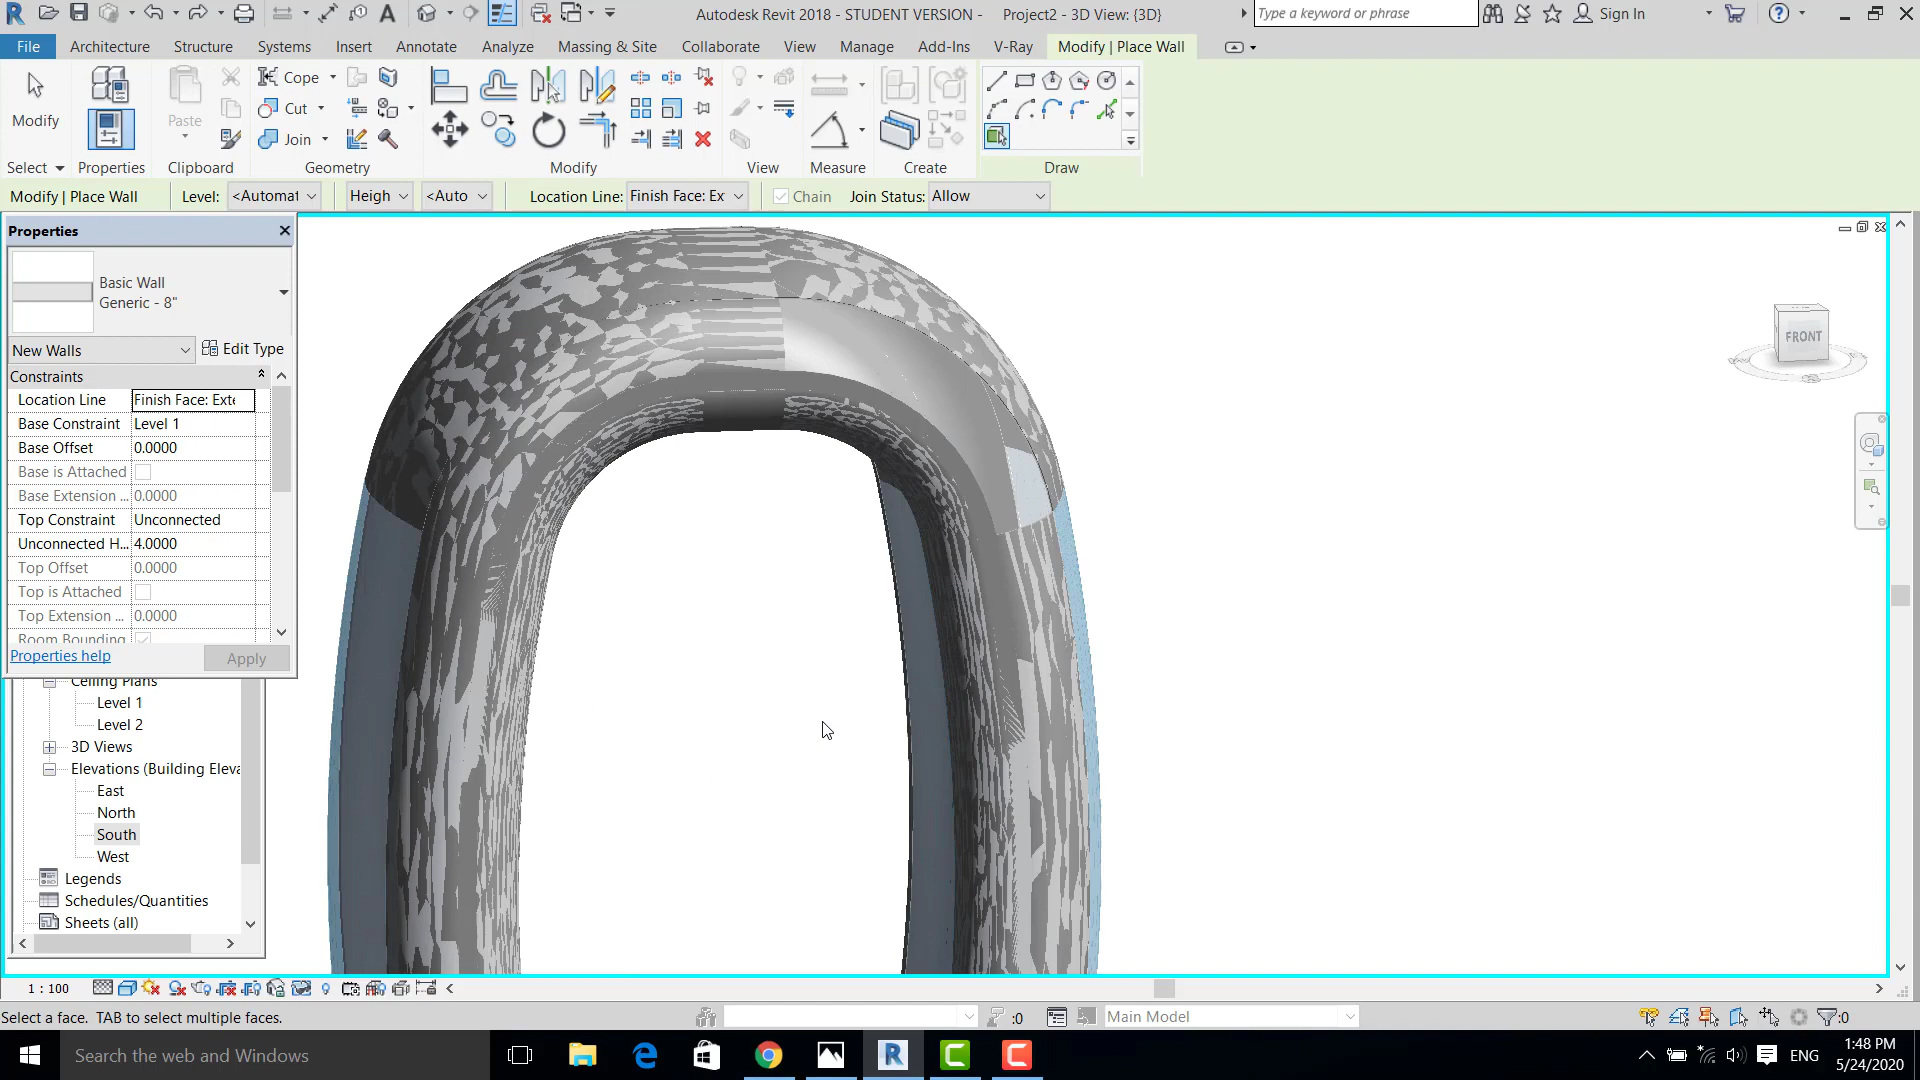 Autodesk Revit 2018 - STUDENT VERSION - Project2 - 3D View: {3D}
Type a keyword or phrase
Sign In
File Architecture Structure Systems Insert Annotate Analyze Massing & Site Collaborate View Manage Add-Ins V-Ray Modify | Place Wall
Modify
Paste
Cope
Cut
Join
Select Properties Clipboard Geometry Modify View Measure Create Draw
Modify | Place Wall Level: <Automat Heigh <Auto Location Line: Finish Face: Ex Chain Join Status: Allow
Properties
Basic Wall
Generic - 8"
New Walls Edit Type
Constraints
Location Line Finish Face: Exte
Base Constraint Level 1
Base Offset 0.0000
Base is Attached
Base Extension ... 0.0000
Top Constraint Unconnected
Unconnected H... 4.0000
Top Offset 0.0000
Top is Attached
Top Extension ... 0.0000
Room Bounding
Properties help Apply
Ceiling Plans
Level 1
Level 2
3D Views
Elevations (Building Eleva
East
North
South
West
Legends
Schedules/Quantities
Sheets (all)
FRONT
1 : 100
Select a face. TAB to select multiple faces.
:0
Main Model
:0
Search the web and Windows
ENG
1:48 PM
5/24/2020